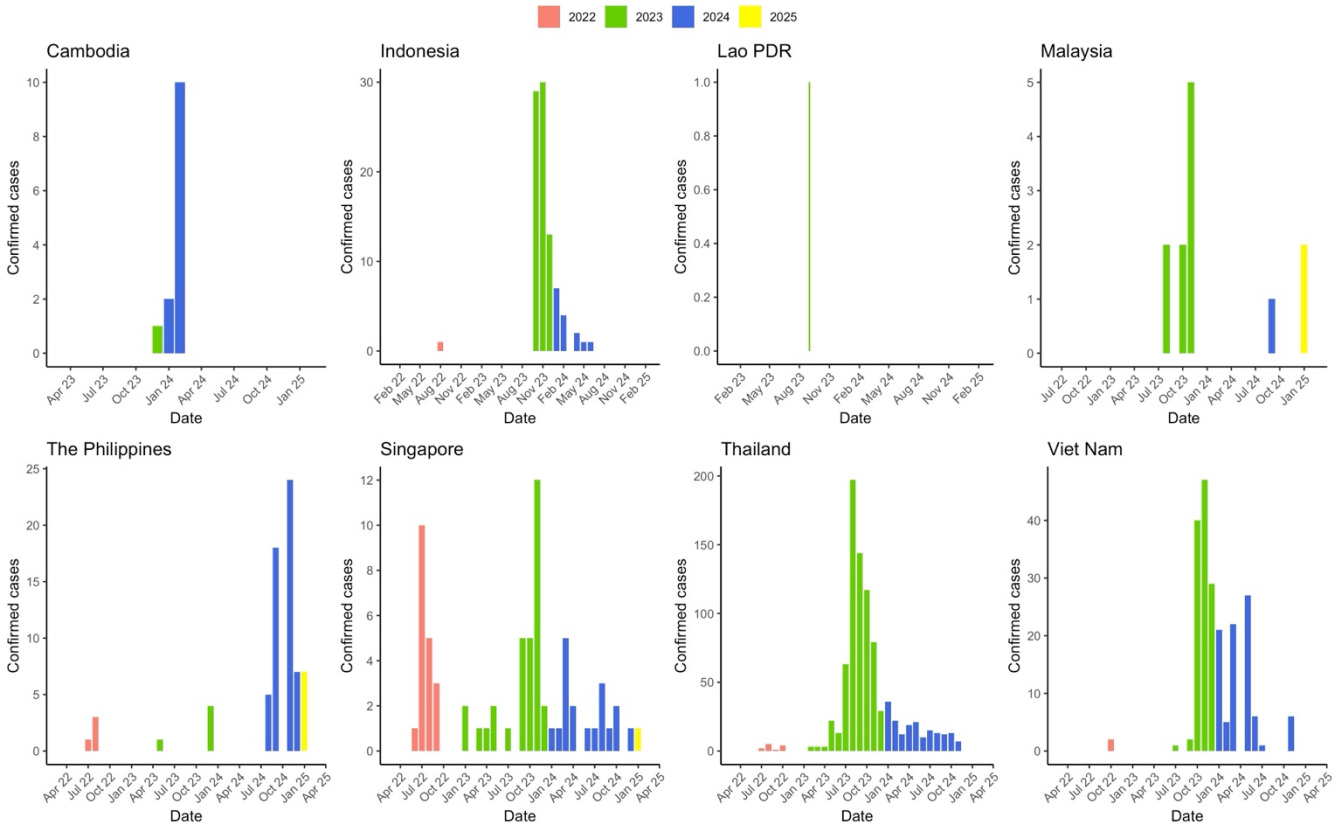 2022 2023 2024 2025
Cambodia Indonesia Lao PDR Malaysia
Confirmed cases
10
8
6
4
2
0
Apr 23 Jul 23 Oct 23 Jan 24 Apr 24 Jul 24 Oct 24 Jan 25
Date
Confirmed cases
30
20
10
0
Feb 22 May 22 Aug 22 Nov 22 Feb 23 May 23 Aug 23 Nov 23 Feb 24 May 24 Aug 24 Nov 24 Feb 25
Date
Confirmed cases
1.0
0.8
0.6
0.4
0.2
0.0
Feb 23 May 23 Aug 23 Nov 23 Feb 24 May 24 Aug 24 Nov 24 Feb 25
Date
Confirmed cases
5
4
3
2
1
0
Jul 22 Oct 22 Jan 23 Apr 23 Jul 23 Oct 23 Jan 24 Apr 24 Jul 24 Oct 24 Jan 25
Date
The Philippines Singapore Thailand Viet Nam
Confirmed cases
25
20
15
10
5
0
Apr 22 Jul 22 Oct 22 Jan 23 Apr 23 Jul 23 Oct 23 Jan 24 Apr 24 Jul 24 Oct 24 Jan 25 Apr 25
Date
Confirmed cases
12
10
8
6
4
2
0
Apr 22 Jul 22 Oct 22 Jan 23 Apr 23 Jul 23 Oct 23 Jan 24 Apr 24 Jul 24 Oct 24 Jan 25 Apr 25
Date
Confirmed cases
200
150
100
50
0
Apr 22 Jul 22 Oct 22 Jan 23 Apr 23 Jul 23 Oct 23 Jan 24 Apr 24 Jul 24 Oct 24 Jan 25 Apr 25
Date
Confirmed cases
40
30
20
10
0
Apr 22 Jul 22 Oct 22 Jan 23 Apr 23 Jul 23 Oct 23 Jan 24 Apr 24 Jul 24 Oct 24 Jan 25 Apr 25
Date